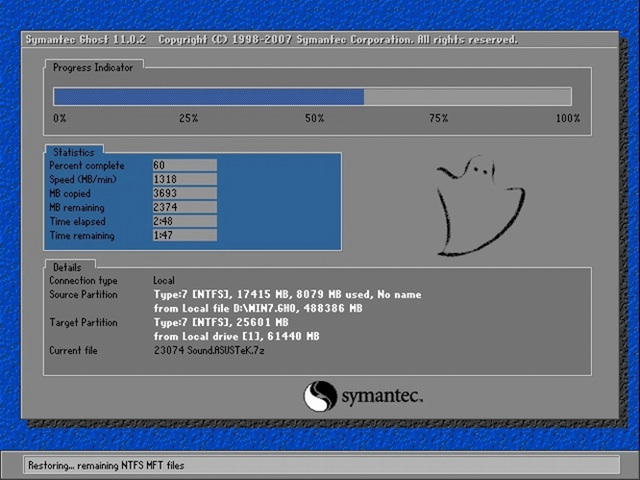 Symantec Ghost 11.0.2 Copyright (C) 1998-2007 Symantec Corporation. All rights reserved.
Progress Indicator
0% 25% 50% 75% 100%
Statistics
Percent complete 60
Speed (MB/min) 1318
MB copied 3693
MB remaining 2374
Time elapsed 2:48
Time remaining 1:47
Details
Connection type Local
Source Partition Type:7 [NTFS], 17415 MB, 8079 MB used, No name
from Local file D:\WIN7.GHO, 488386 MB
Target Partition Type:7 [NTFS], 25601 MB
from Local drive [1], 61440 MB
Current file 23074 Sound.ASUSTeK.7z
symantec.
Restoring... remaining NTFS MFT files